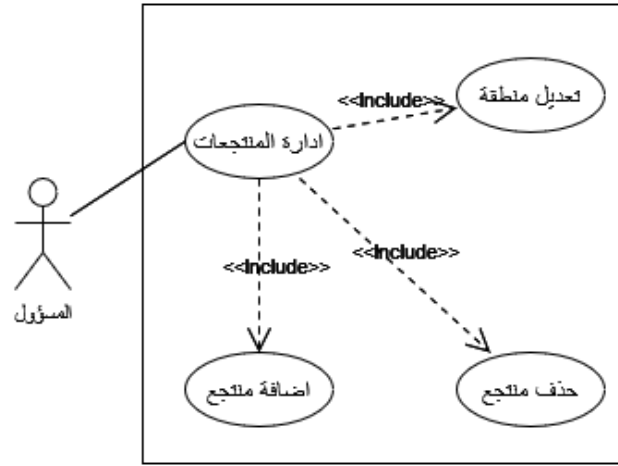 تعديل منطقة
<<Include>>
ادارة المنتجعات
<<Include>>
<<Include>>
المسؤول
اضافة منتجع
حذف منتجع